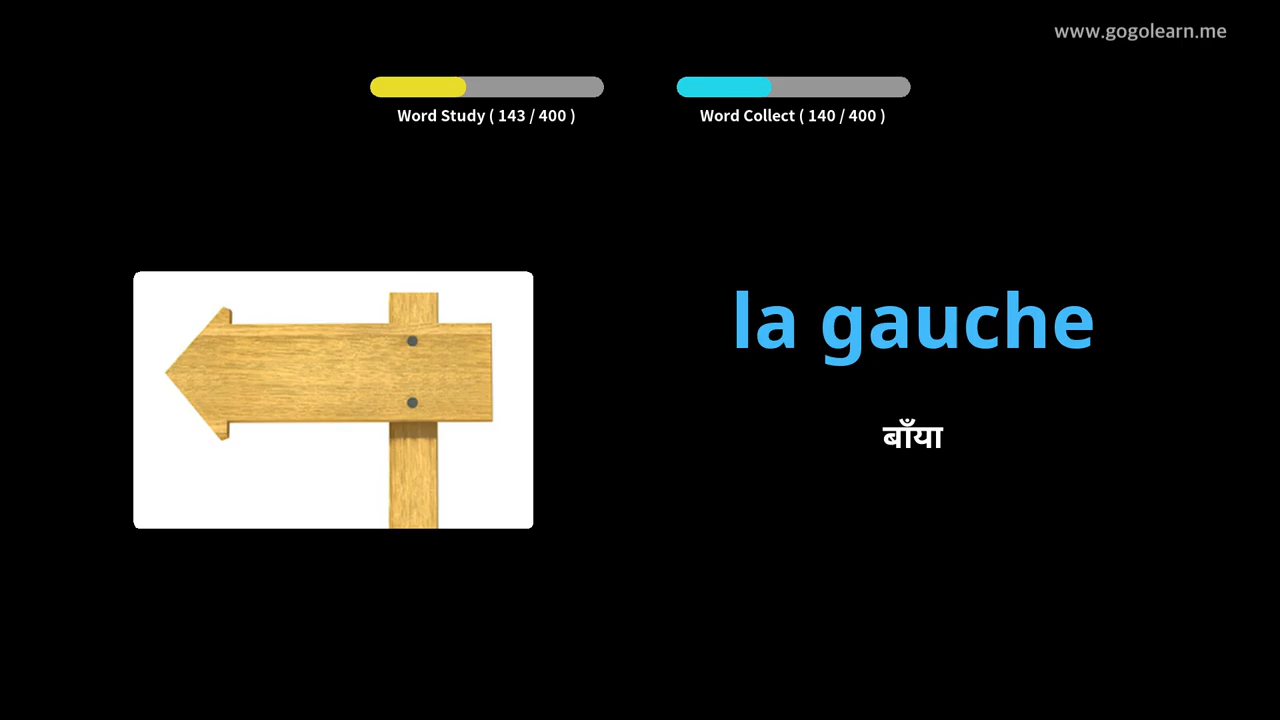 www.gogolearn.me
Word Study ( 143 / 400 )
Word Collect ( 140 / 400 )
la gauche
बाँया